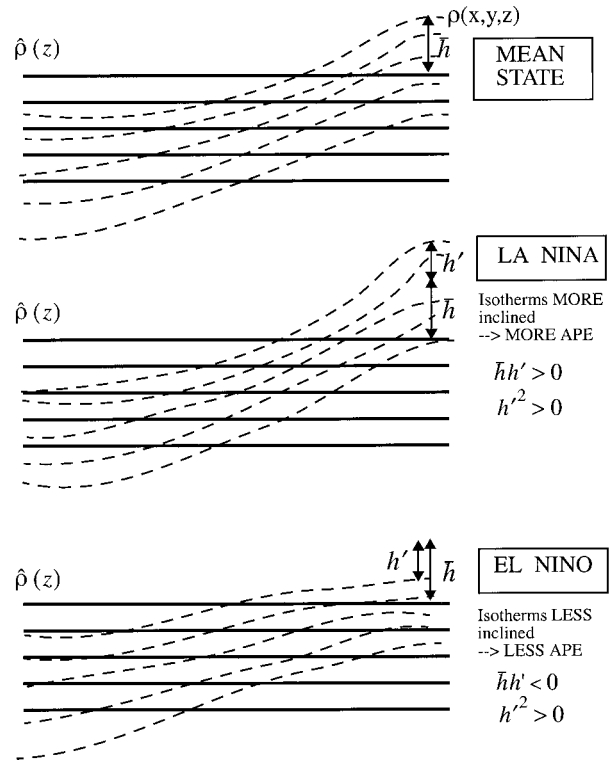 ρ(x,y,z)
ρ̂ (z)
h̄
MEAN
STATE
h′
LA NINA
ρ̂ (z)
h̄
Isotherms MORE
inclined
--> MORE APE
h̄h′ > 0
h′² > 0
h′
h̄
EL NINO
ρ̂ (z)
Isotherms LESS
inclined
--> LESS APE
h̄h' < 0
h′² > 0